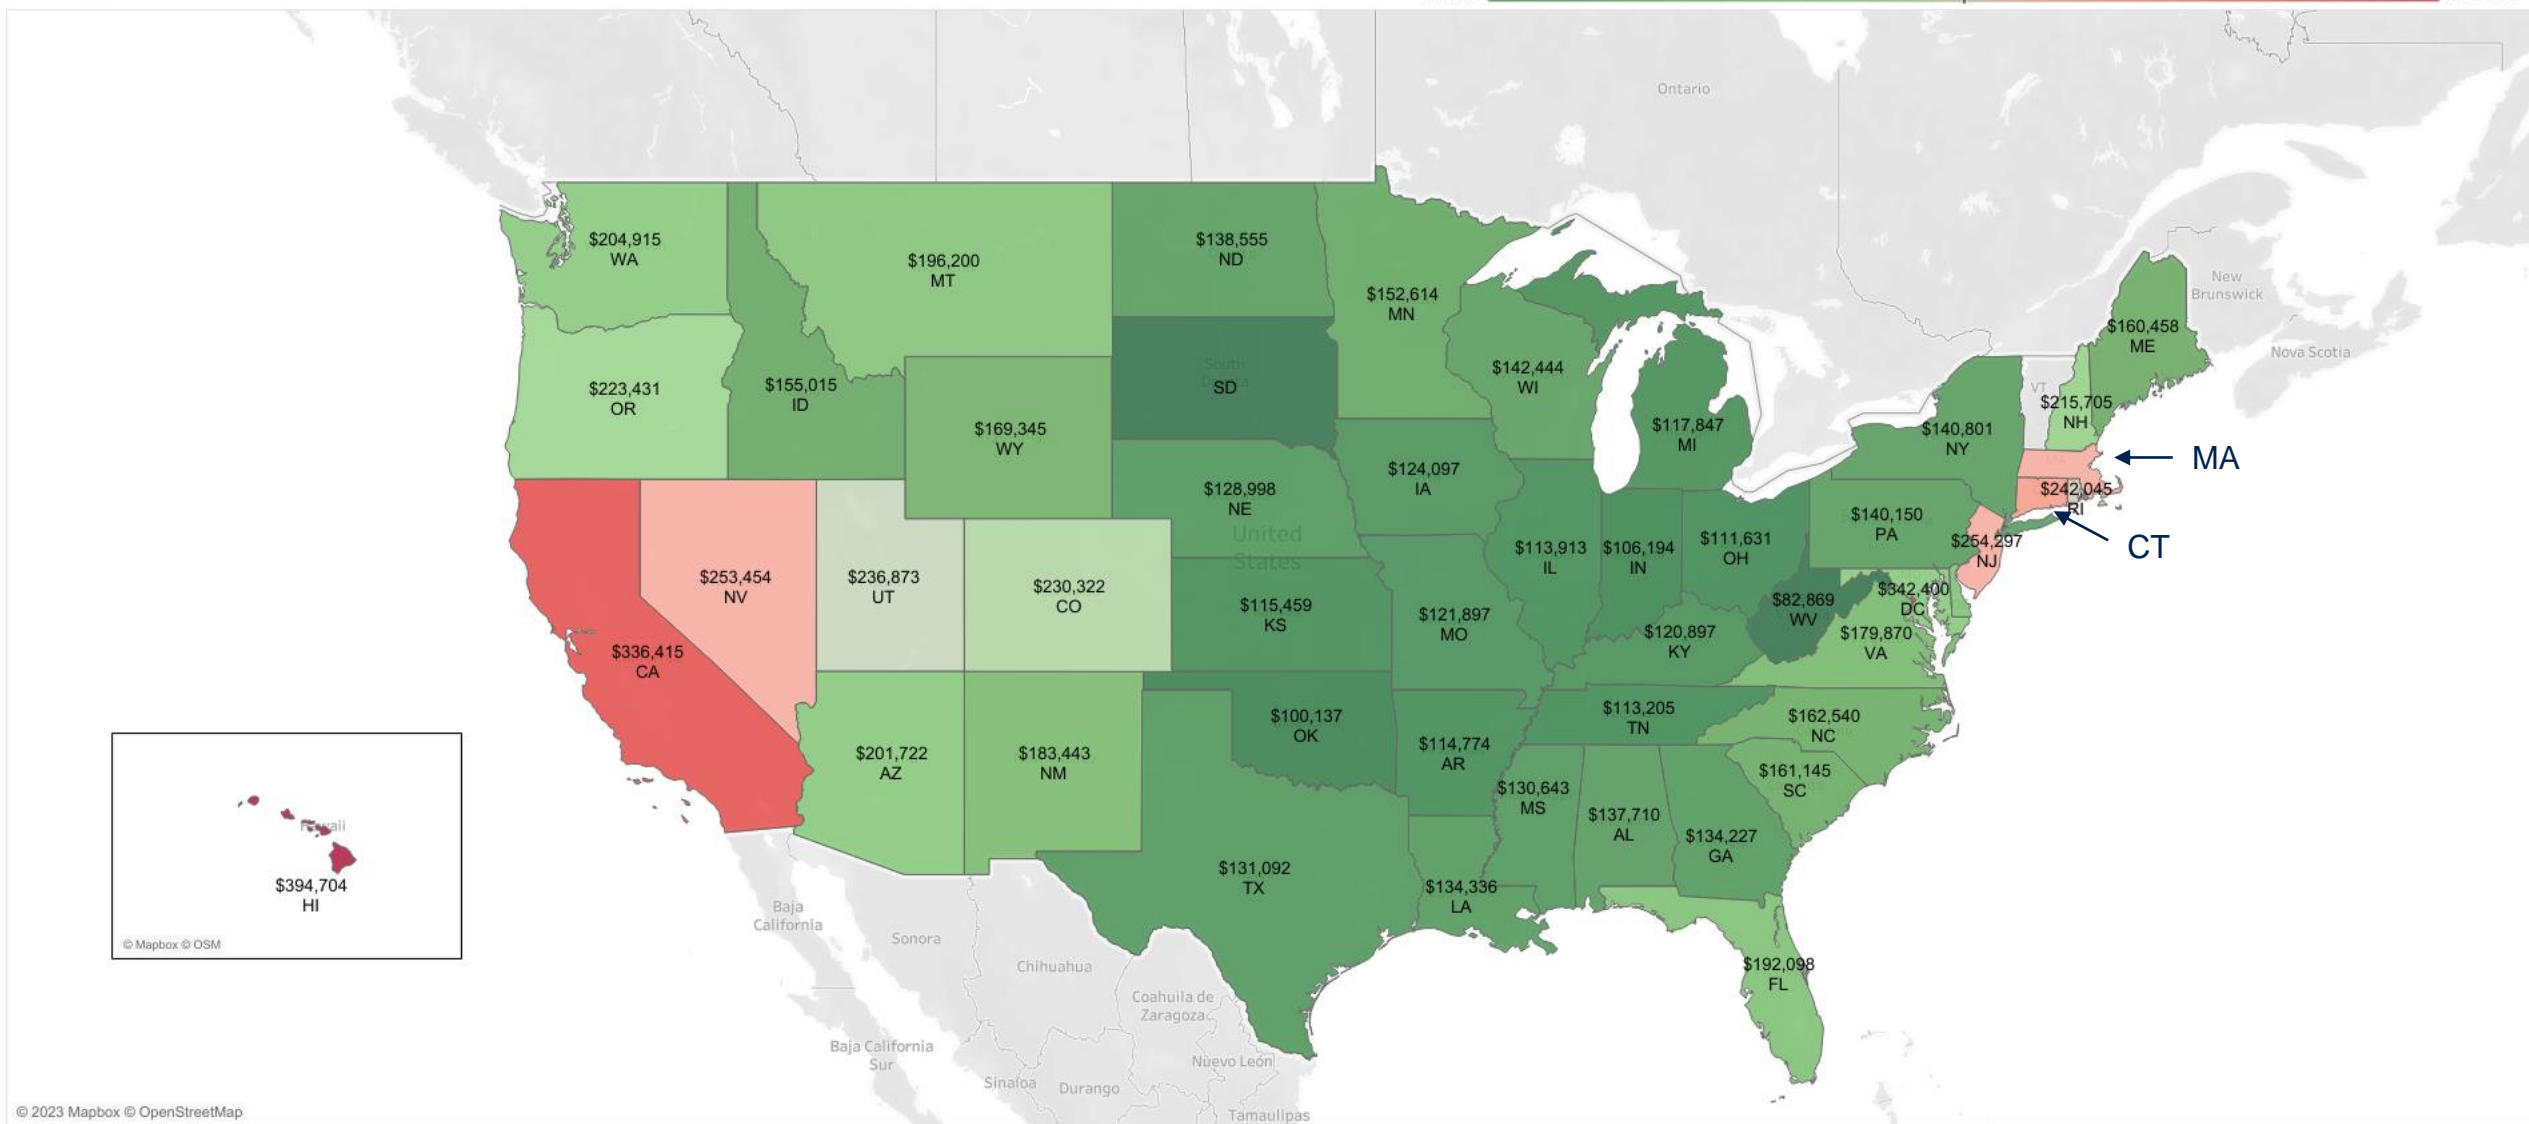 Ontario
$204,915
WA
$196,200
MT
$138,555
ND
$152,614
MN
New
Brunswick
$160,458
ME
Nova Scotia
$223,431
OR
$155,015
ID
South
SD
$142,444
WI
VT
$215,705
NH
$169,345
WY
$117,847
MI
$140,801
NY
MA
MA
$124,097
IA
$128,998
NE
$242,045
RI
$140,150
PA
CT
United
States
$113,913
IL
$106,194
IN
$111,631
OH
$254,297
NJ
$253,454
NV
$236,873
UT
$230,322
CO
$115,459
KS
$121,897
MO
$82,869
WV
$342,400
DC
$120,897
KY
$179,870
VA
$336,415
CA
$100,137
OK
$113,205
TN
$162,540
NC
$201,722
AZ
$183,443
NM
$114,774
AR
$161,145
SC
$130,643
MS
$137,710
AL
$134,227
GA
$131,092
TX
$134,336
LA
Hawaii
$394,704
HI
© Mapbox © OSM
Baja
California
Sonora
Chihuahua
$192,098
FL
Coahuila de
Zaragoza
Baja California
Sur
Nuevo León
Sinaloa
Durango
Tamaulipas
© 2023 Mapbox © OpenStreetMap